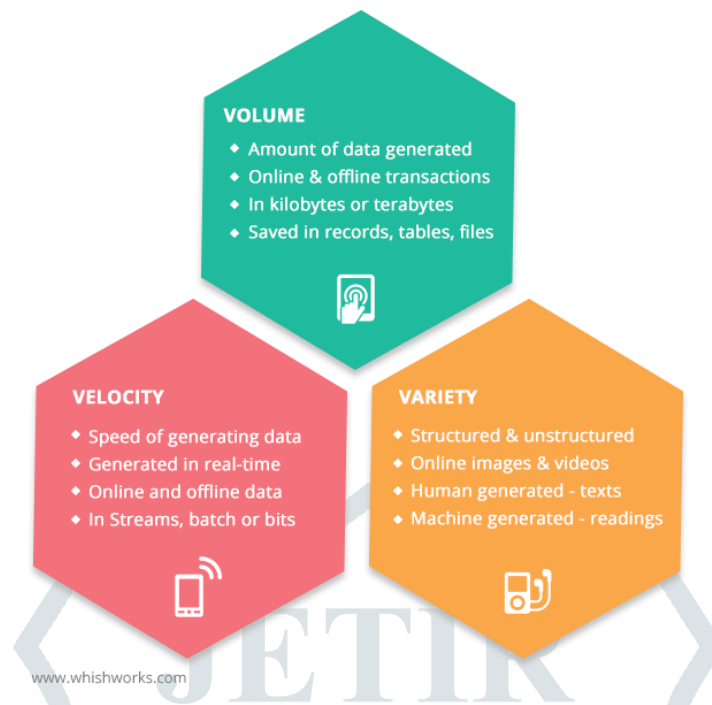 VOLUME
Amount of data generated
Online & offline transactions
In kilobytes or terabytes
Saved in records, tables, files
VELOCITY
Speed of generating data
Generated in real-time
Online and offline data
In Streams, batch or bits
VARIETY
Structured & unstructured
Online images & videos
Human generated - texts
Machine generated - readings
www.whishworks.com
JETIR